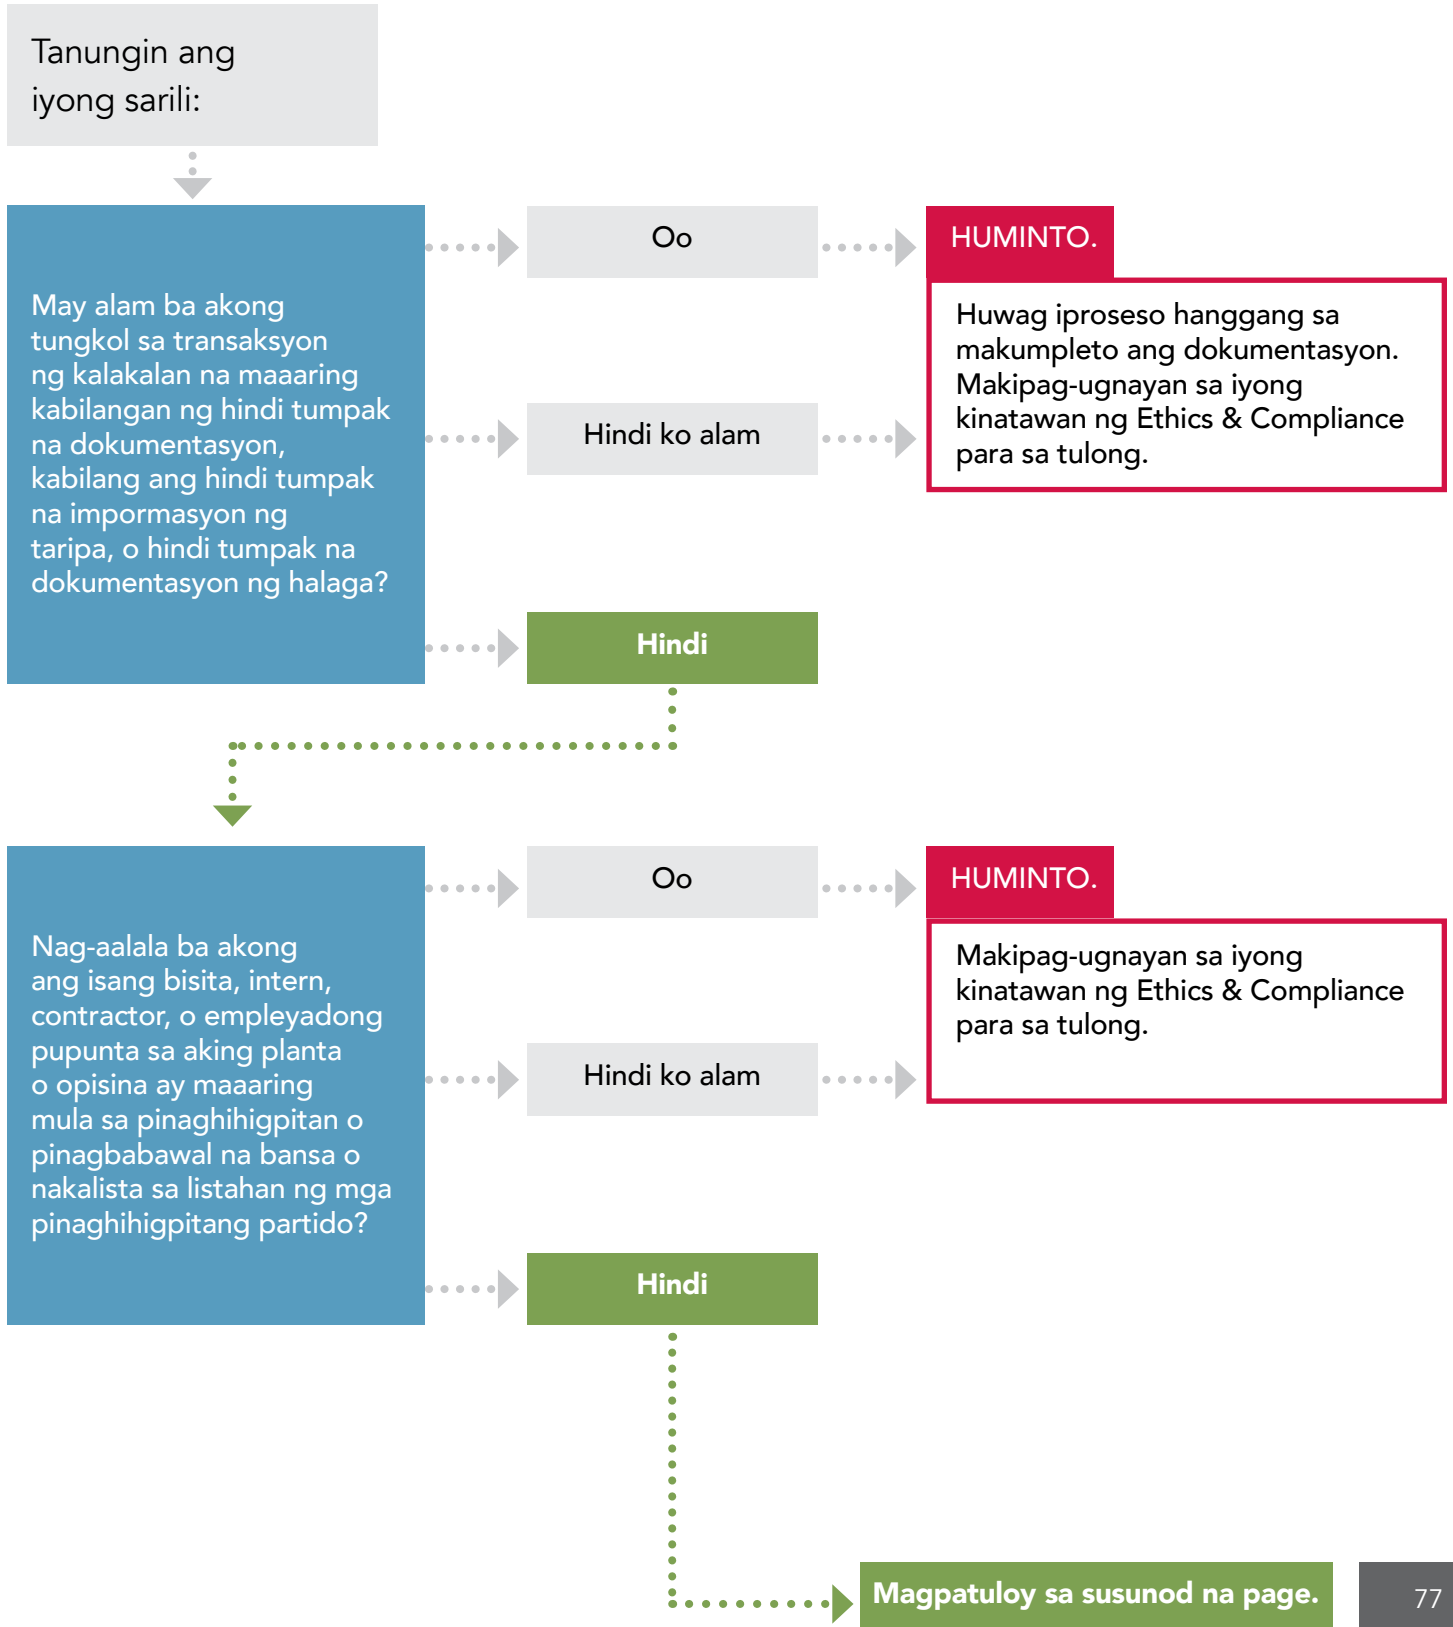 Tanungin ang
iyong sarili:
May alam ba akong
tungkol sa transaksyon
ng kalakalan na maaaring
kabilangan ng hindi tumpak
na dokumentasyon,
kabilang ang hindi tumpak
na impormasyon ng
taripa, o hindi tumpak na
dokumentasyon ng halaga?
Oo
HUMINTO.
Huwag iproseso hanggang sa
makumpleto ang dokumentasyon.
Makipag-ugnayan sa iyong
kinatawan ng Ethics & Compliance
para sa tulong.
Hindi ko alam
Hindi
Nag-aalala ba akong
ang isang bisita, intern,
contractor, o empleyadong
pupunta sa aking planta
o opisina ay maaaring
mula sa pinaghihigpitan o
pinagbabawal na bansa o
nakalista sa listahan ng mga
pinaghihigpitang partido?
Oo
HUMINTO.
Makipag-ugnayan sa iyong
kinatawan ng Ethics & Compliance
para sa tulong.
Hindi ko alam
Hindi
Magpatuloy sa susunod na page.
77